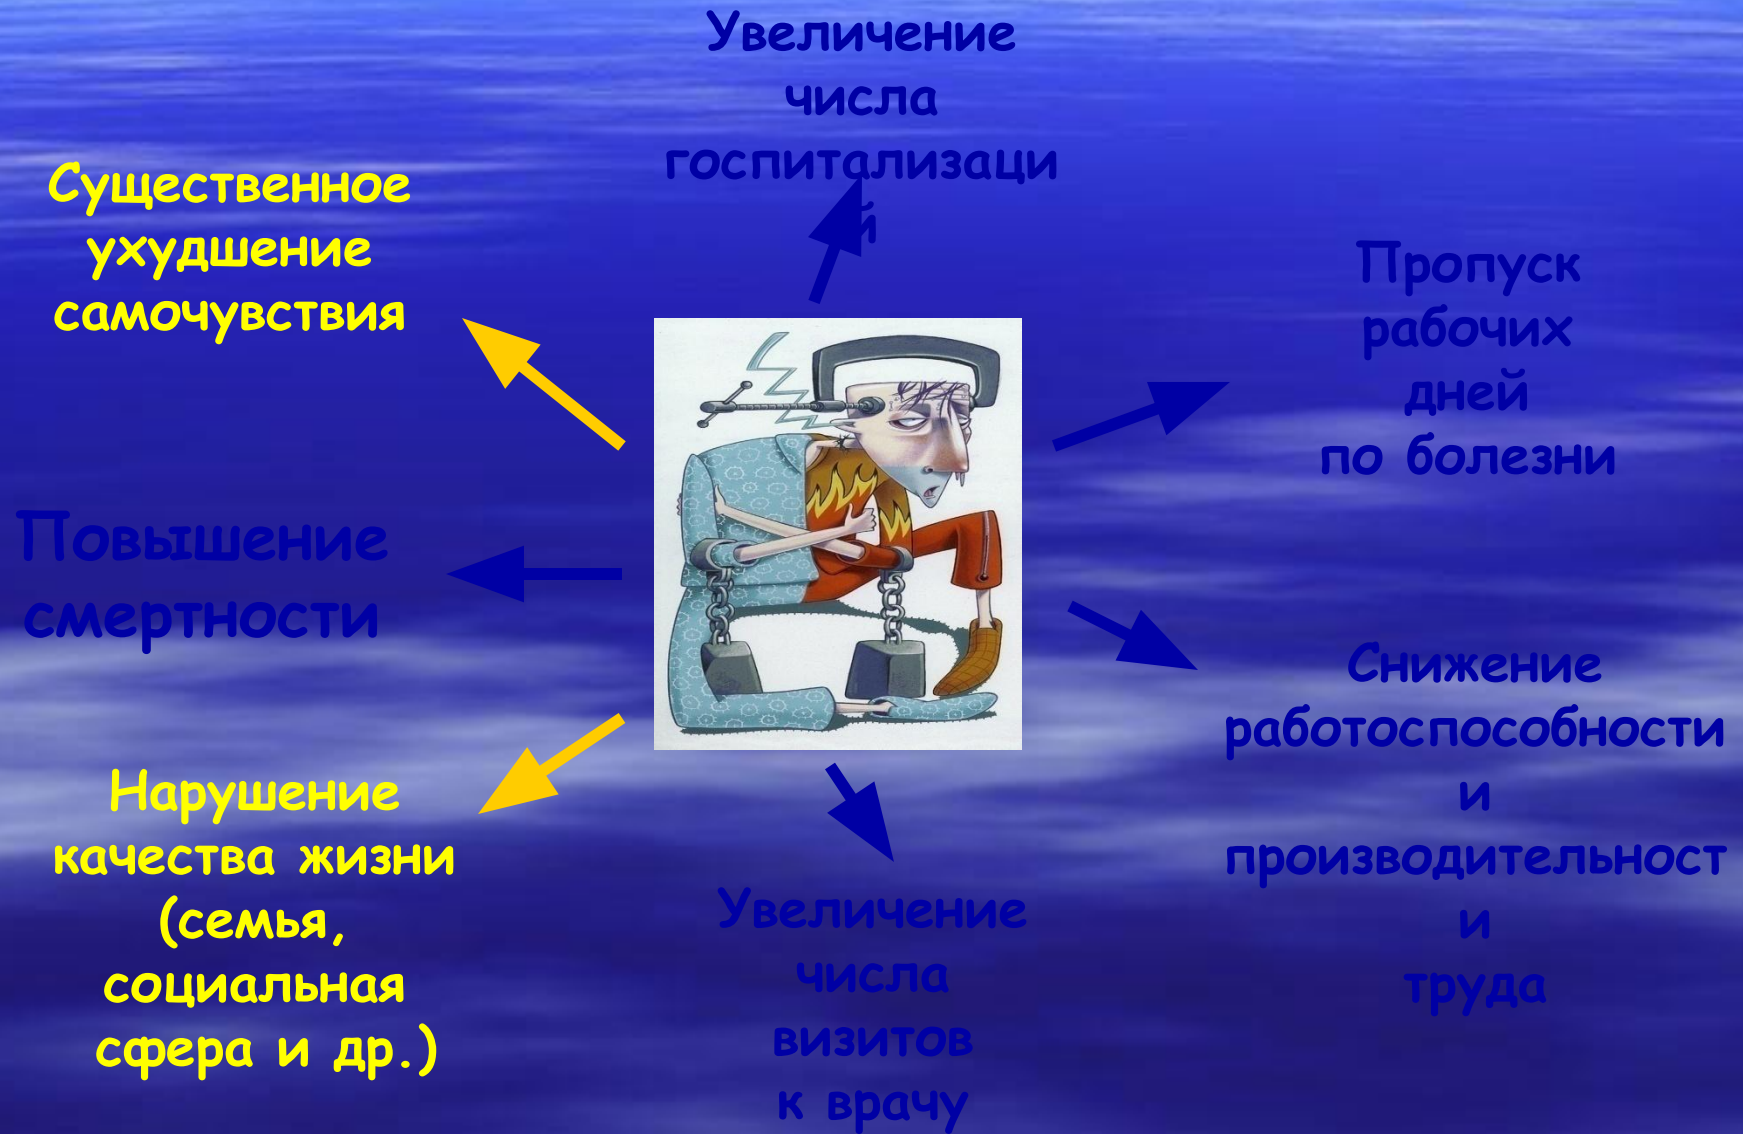 Увеличение
числа
госпитализаци
й
Существенное
ухудшение
самочувствия
Пропуск
рабочих
дней
по болезни
Повышение
смертности
Снижение
работоспособности
и
производительност
и
труда
Нарушение
качества жизни
(семья,
социальная
сфера и др.)
Увеличение
числа
визитов
к врачу